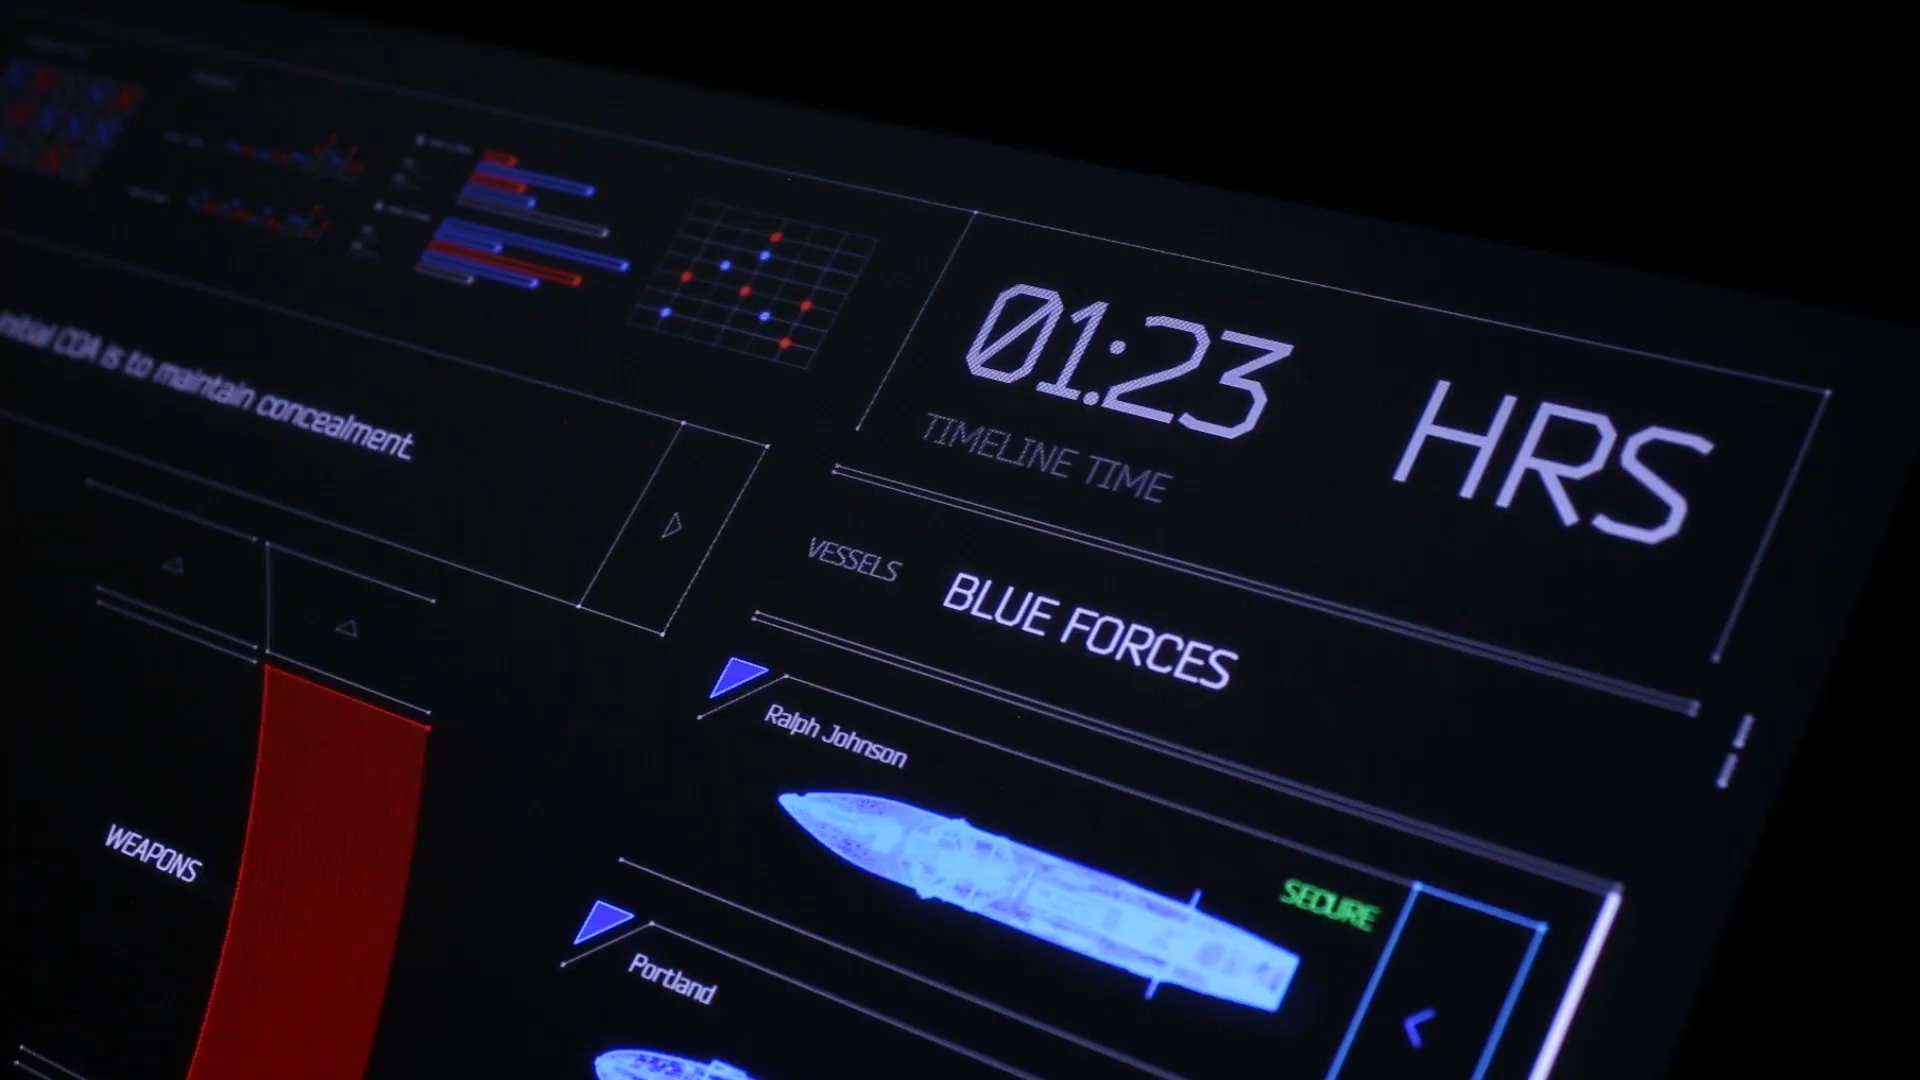 initial COA is to maintain concealment
01:23 HRS
TIMELINE TIME
VESSELS BLUE FORCES
Ralph Johnson
SECURE
WEAPONS
Portland